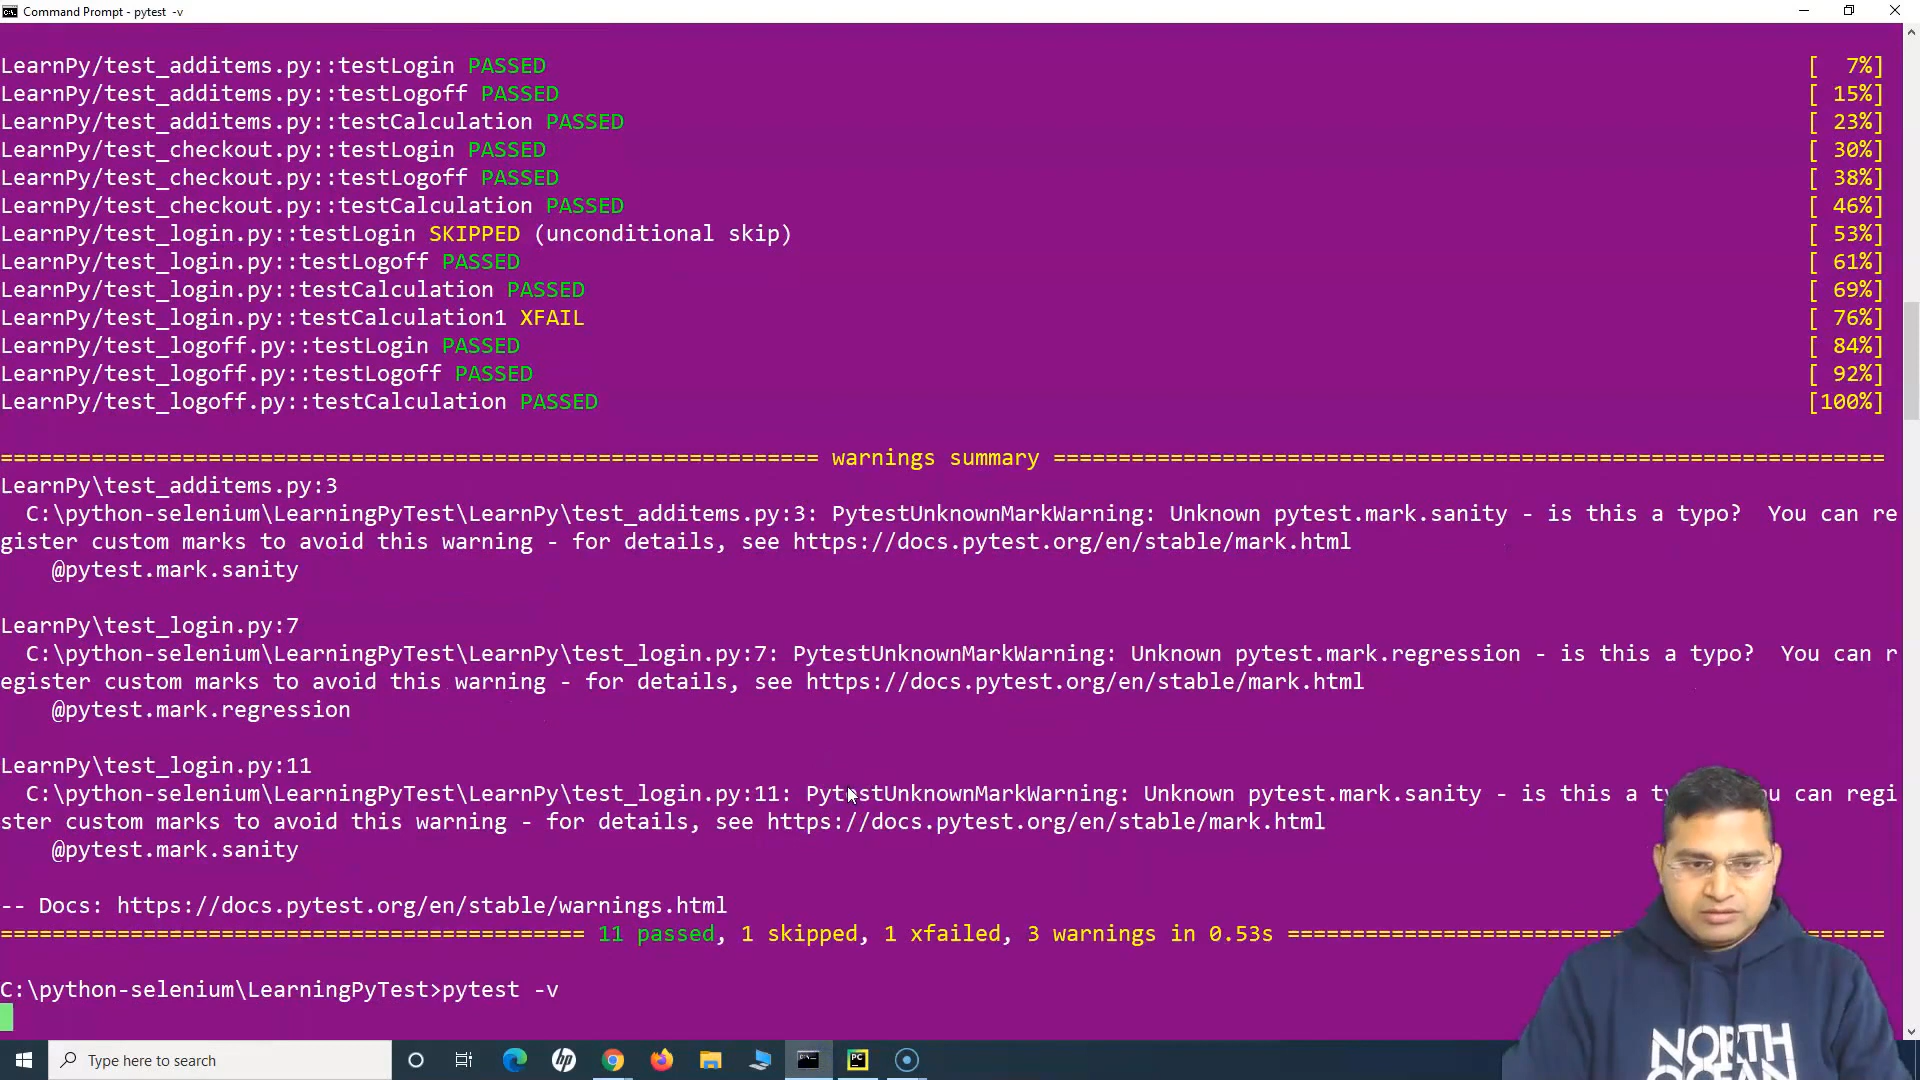 Command Prompt - pytest -v
LearnPy/test_additems.py::testLogin PASSED [  7%]
LearnPy/test_additems.py::testLogoff PASSED [ 15%]
LearnPy/test_additems.py::testCalculation PASSED [ 23%]
LearnPy/test_checkout.py::testLogin PASSED [ 30%]
LearnPy/test_checkout.py::testLogoff PASSED [ 38%]
LearnPy/test_checkout.py::testCalculation PASSED [ 46%]
LearnPy/test_login.py::testLogin SKIPPED (unconditional skip) [ 53%]
LearnPy/test_login.py::testLogoff PASSED [ 61%]
LearnPy/test_login.py::testCalculation PASSED [ 69%]
LearnPy/test_login.py::testCalculation1 XFAIL [ 76%]
LearnPy/test_logoff.py::testLogin PASSED [ 84%]
LearnPy/test_logoff.py::testLogoff PASSED [ 92%]
LearnPy/test_logoff.py::testCalculation PASSED [100%]
=============================================================== warnings summary ================================================================
LearnPy\test_additems.py:3
C:\python-selenium\LearningPyTest\LearnPy\test_additems.py:3: PytestUnknownMarkWarning: Unknown pytest.mark.sanity - is this a typo?  You can re
gister custom marks to avoid this warning - for details, see https://docs.pytest.org/en/stable/mark.html
@pytest.mark.sanity
LearnPy\test_login.py:7
C:\python-selenium\LearningPyTest\LearnPy\test_login.py:7: PytestUnknownMarkWarning: Unknown pytest.mark.regression - is this a typo?  You can r
egister custom marks to avoid this warning - for details, see https://docs.pytest.org/en/stable/mark.html
@pytest.mark.regression
LearnPy\test_login.py:11
C:\python-selenium\LearningPyTest\LearnPy\test_login.py:11: PytestUnknownMarkWarning: Unknown pytest.mark.sanity - is this a ty u can regi
ster custom marks to avoid this warning - for details, see https://docs.pytest.org/en/stable/mark.html
@pytest.mark.sanity
-- Docs: https://docs.pytest.org/en/stable/warnings.html
============================================= 11 passed, 1 skipped, 1 xfailed, 3 warnings in 0.53s ==============================================
C:\python-selenium\LearningPyTest>pytest -v
NORTH
OCEAN
Type here to search
hp
PC